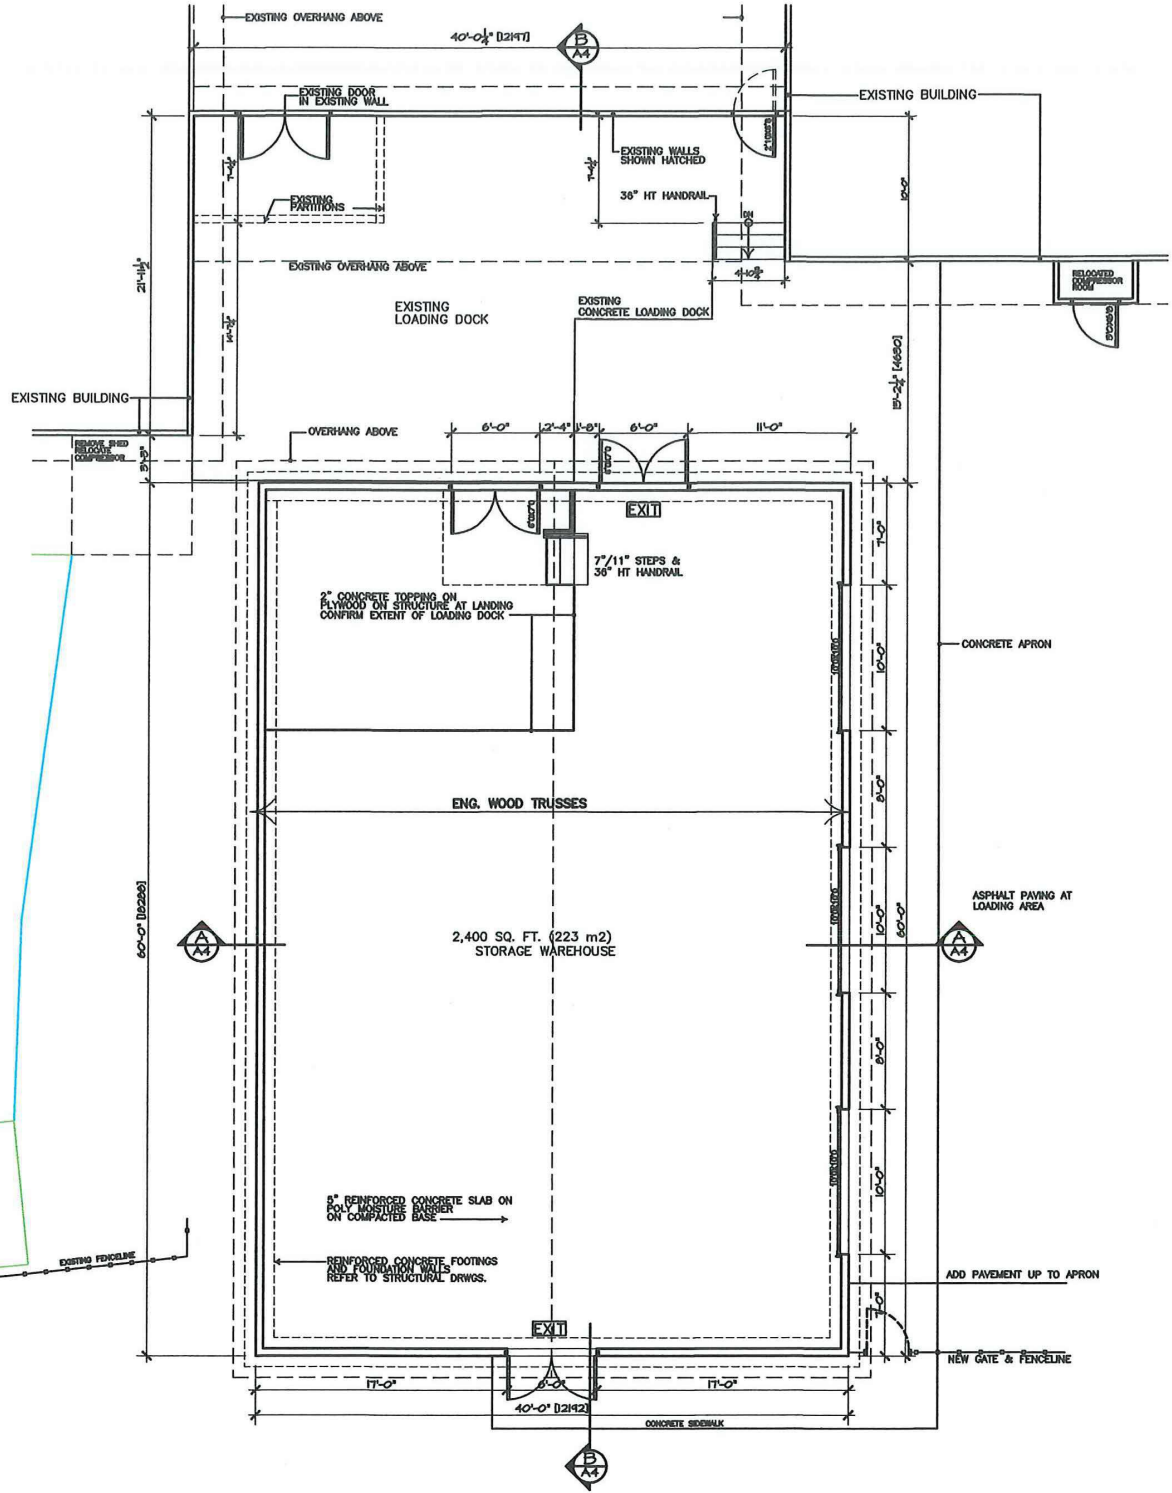 EXISTING OVERHANG ABOVE
40'-0¼" [12197]
B
A4
EXISTING DOOR
IN EXISTING WALL
EXISTING BUILDING
EXISTING WALLS
SHOWN HATCHED
7'-4½"
7'-4½"
10'-0"
36" HT HANDRAIL
EXISTING
PARTITIONS
DN
EXISTING OVERHANG ABOVE
21'-11½"
RELOCATED
COMPRESSOR
ROOM
EXISTING
LOADING DOCK
EXISTING
CONCRETE LOADING DOCK
14'-7½"
15'-2¼" [4630]
EXISTING BUILDING
OVERHANG ABOVE
6'-0"
2'-4"
1'-8"
6'-0"
11'-0"
REMOVE SHED
RELOCATE
COMPRESSOR
EXIT
7'-0"
7"/11" STEPS &
36" HT HANDRAIL
2" CONCRETE TOPPING ON
PLYWOOD ON STRUCTURE AT LANDING
CONFIRM EXTENT OF LOADING DOCK
10'-0"
CONCRETE APRON
8'-0"
ENG. WOOD TRUSSES
60'-0" [18288]
ASPHALT PAVING AT
LOADING AREA
10'-0"
60'-0"
A
A4
2,400 SQ. FT. (223 m2)
STORAGE WAREHOUSE
A
A4
8'-0"
10'-0"
5" REINFORCED CONCRETE SLAB ON
POLY MOISTURE BARRIER
ON COMPACTED BASE
EXISTING FENCELINE
REINFORCED CONCRETE FOOTINGS
AND FOUNDATION WALLS
REFER TO STRUCTURAL DRWGS.
ADD PAVEMENT UP TO APRON
7'-0"
EXIT
NEW GATE & FENCELINE
17'-0"
6'-0"
17'-0"
40'-0" [12192]
CONCRETE SIDEWALK
B
A4